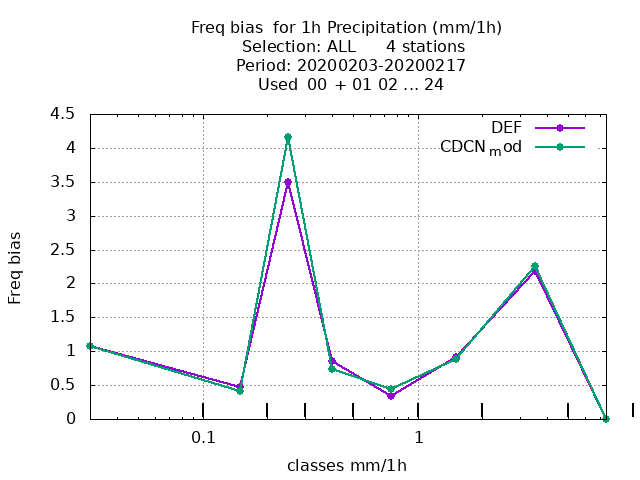 Freq bias  for 1h Precipitation (mm/1h)
Selection: ALL      4 stations
Period: 20200203-20200217
Used  00  + 01 02 ... 24
DEF
CDCNmod
4.5
4
3.5
3
2.5
2
1.5
1
0.5
0
Freq bias
0.1
1
classes mm/1h